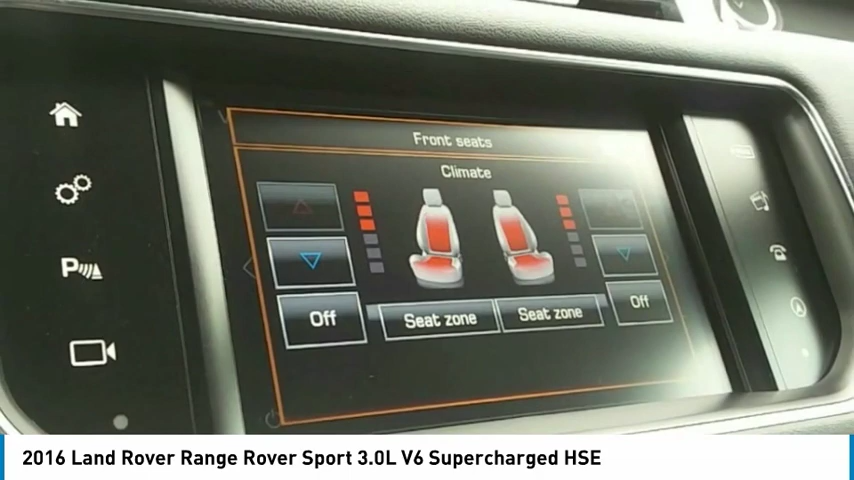 Front seats
Climate
Off
Seat zone
Seat zone
Off
P
2016 Land Rover Range Rover Sport 3.0L V6 Supercharged HSE